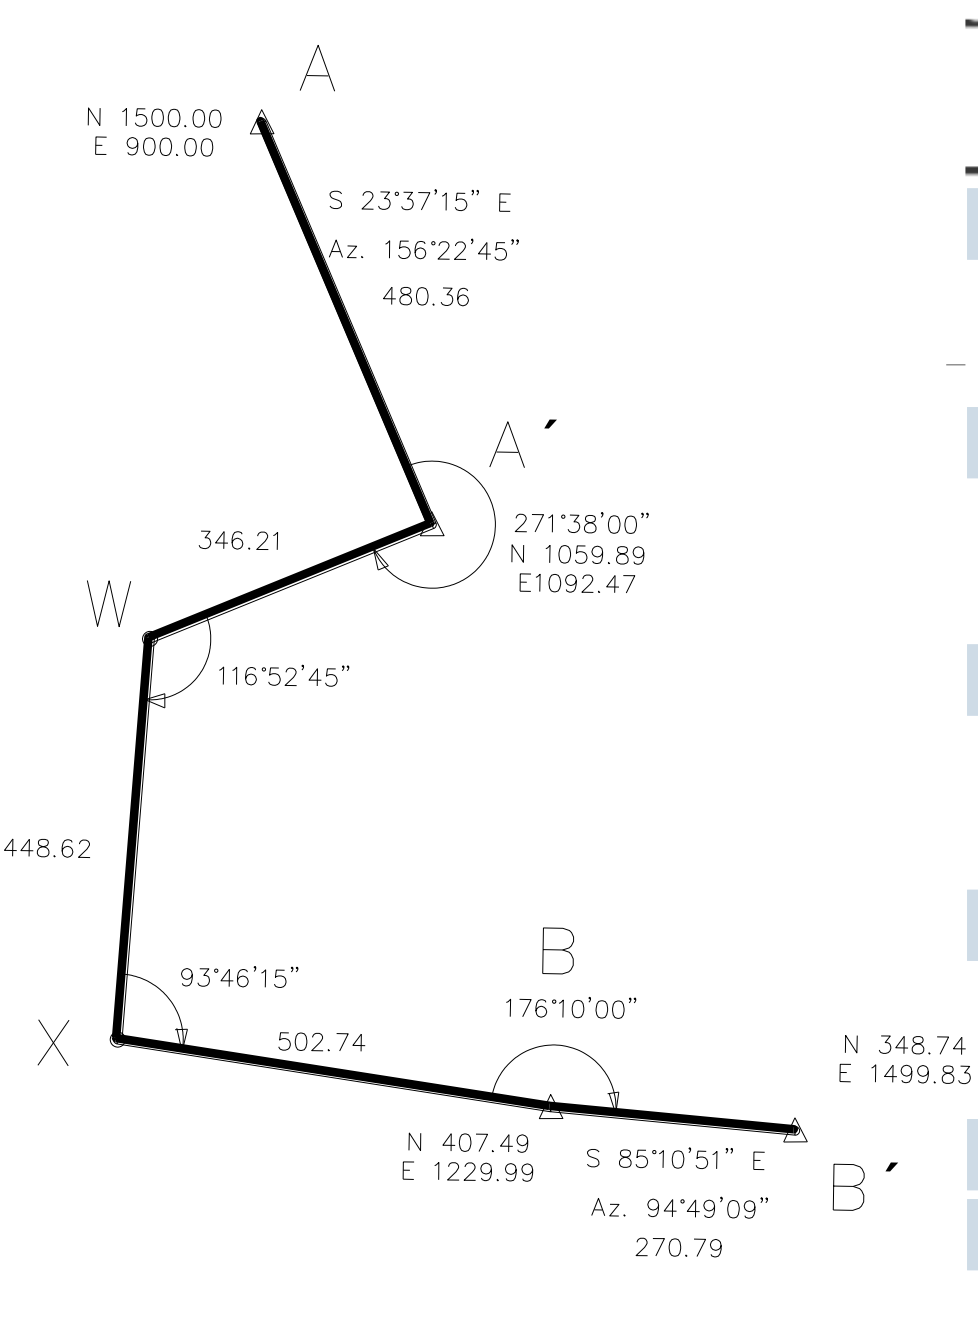 A
N 1500.00
E 900.00
S 23°37'15" E
Az. 156°22'45"
480.36
A´
271°38'00"
N 1059.89
E1092.47
346.21
W
116°52'45"
448.62
93°46'15"
X
502.74
B
176°10'00"
N 348.74
E 1499.83
N 407.49
E 1229.99
S 85°10'51" E
Az. 94°49'09"
270.79
B´